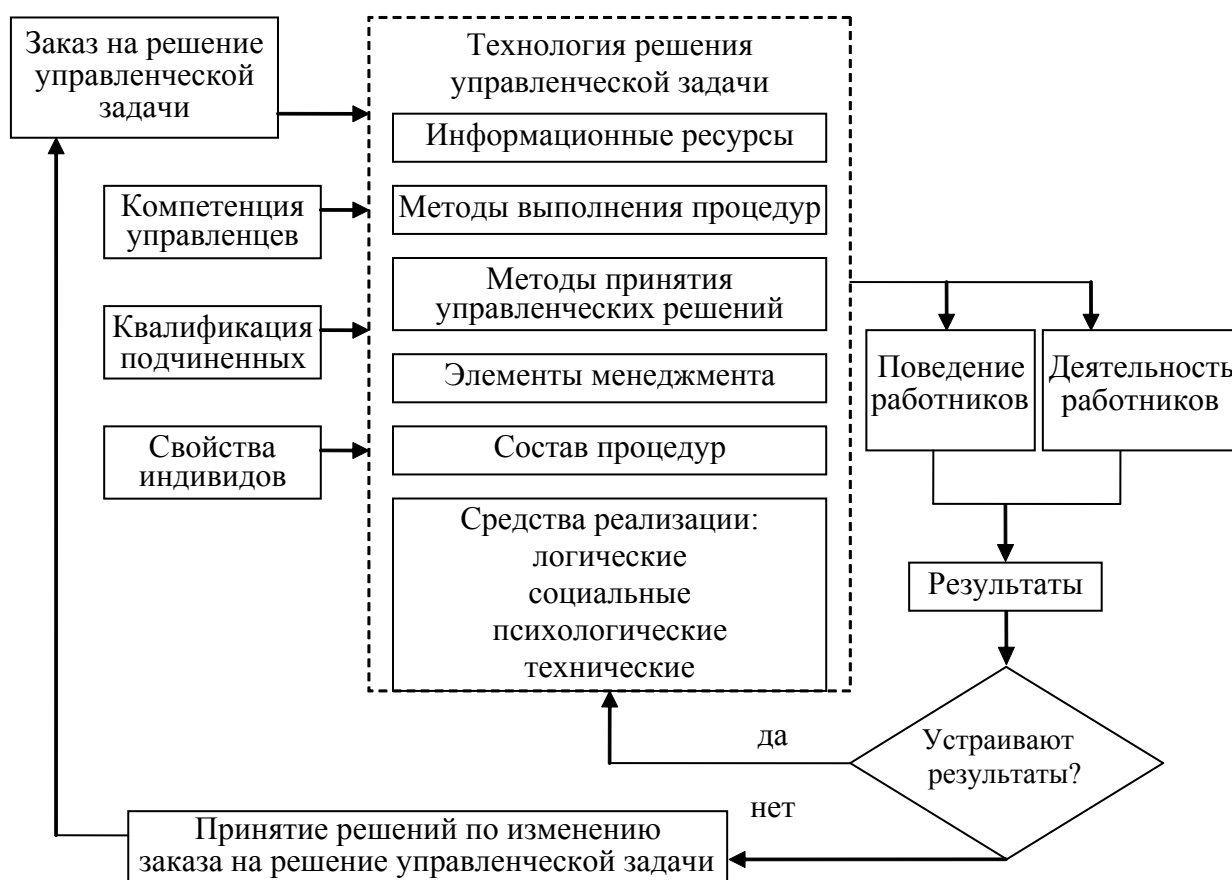 Заказ на решение
управленческой
задачи
Технология решения
управленческой задачи
Информационные ресурсы
Компетенция
управленцев
Методы выполнения процедур
Методы принятия
управленческих решений
Квалификация
подчиненных
Элементы менеджмента
Свойства
индивидов
Состав процедур
Средства реализации:
логические
социальные
психологические
технические
Поведение
работников
Деятельность
работников
Результаты
Устраивают
результаты?
да
нет
Принятие решений по изменению
заказа на решение управленческой задачи